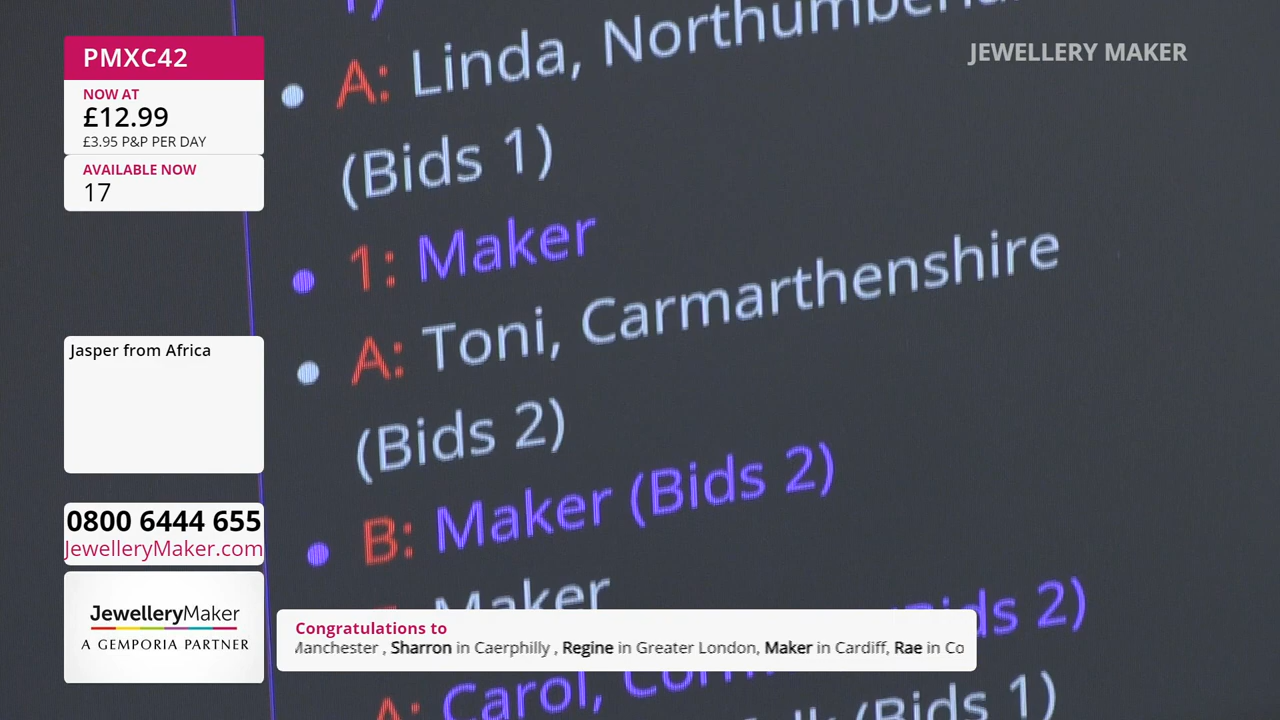 PMXC42
NOW AT
£12.99
£3.95 P&P PER DAY
AVAILABLE NOW
17
Jasper from Africa
0800 6444 655
JewelleryMaker.com
JewelleryMaker
A GEMPORIA PARTNER
JEWELLERY MAKER
1)
A: Linda,
(Bids 1)
1: Maker
A: Toni, Carmarthenshire
(Bids 2)
B: Maker (Bids 2)
Maker
(Bids 2)
A: Carol,
(Bids 1)
Congratulations to
Manchester , Sharron in Caerphilly , Regine in Greater London, Maker in Cardiff, Rae in Co